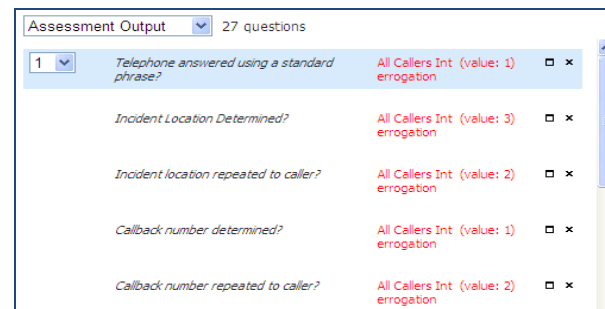 Assessment Output 27 questions
1 Telephone answered using a standard All Callers Int (value: 1)
phrase? errogation
Incident Location Determined? All Callers Int (value: 3)
errogation
Incident location repeated to caller? All Callers Int (value: 2)
errogation
Callback number determined? All Callers Int (value: 1)
errogation
Callback number repeated to caller? All Callers Int (value: 2)
errogation